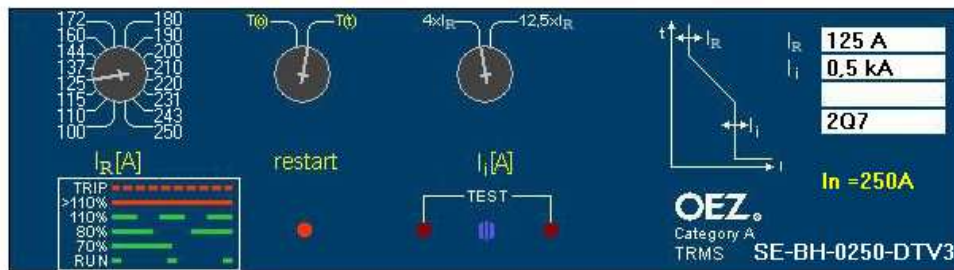 172 180
160 190
144 200
137 210
125 220
115 231
110 243
100 250
IR[A]
TRIP
>110%
110%
80%
70%
RUN
T(0) T(t)
restart
4xIR 12,5xIR
Ii[A]
TEST
t
IR
Ii
I
IR 125 A
Ii 0,5 kA
2Q7
In =250A
OEZ®
Category A
TRMS SE-BH-0250-DTV3